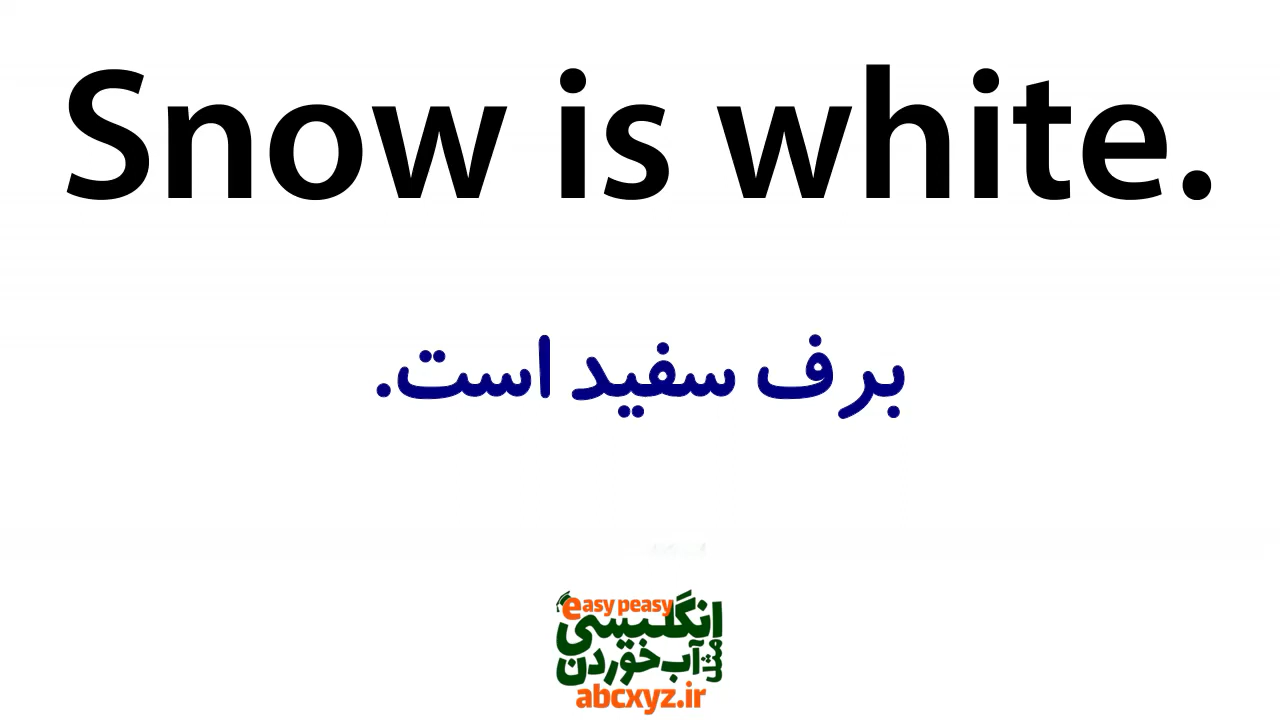 Snow is white.
برف سفید است.
easy peasy
انگلیسی
مثل آب خوردن
abcxyz.ir